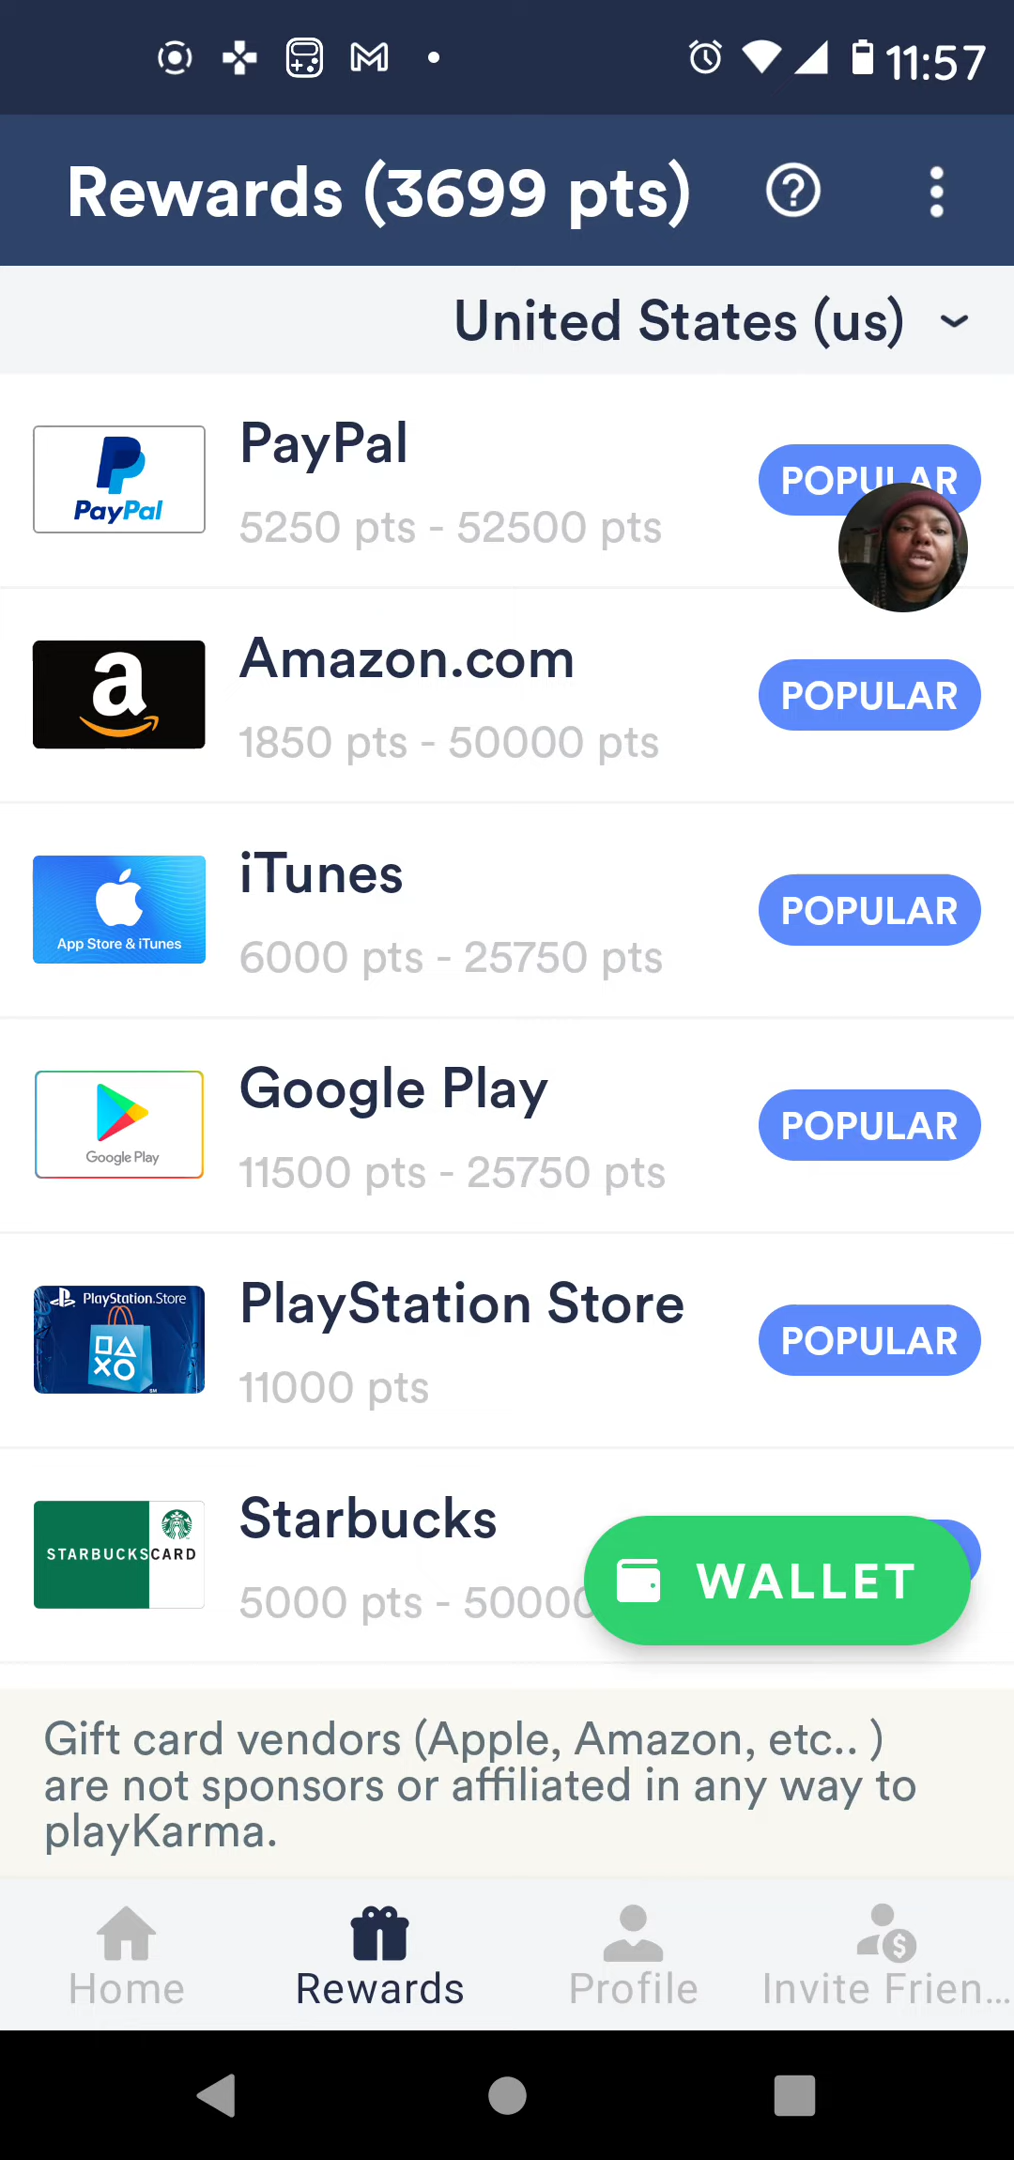 11:57
Rewards (3699 pts)
United States (us)
PayPal
PayPal
5250 pts - 52500 pts
POPULAR
a
Amazon.com
1850 pts - 50000 pts
POPULAR
App Store & iTunes
iTunes
6000 pts - 25750 pts
POPULAR
Google Play
Google Play
11500 pts - 25750 pts
POPULAR
PlayStation.Store
PlayStation Store
11000 pts
POPULAR
STARBUCKS CARD
Starbucks
5000 pts - 50000
WALLET
Gift card vendors (Apple, Amazon, etc.. )
are not sponsors or affiliated in any way to
playKarma.
Home
Rewards
Profile
Invite Frien...